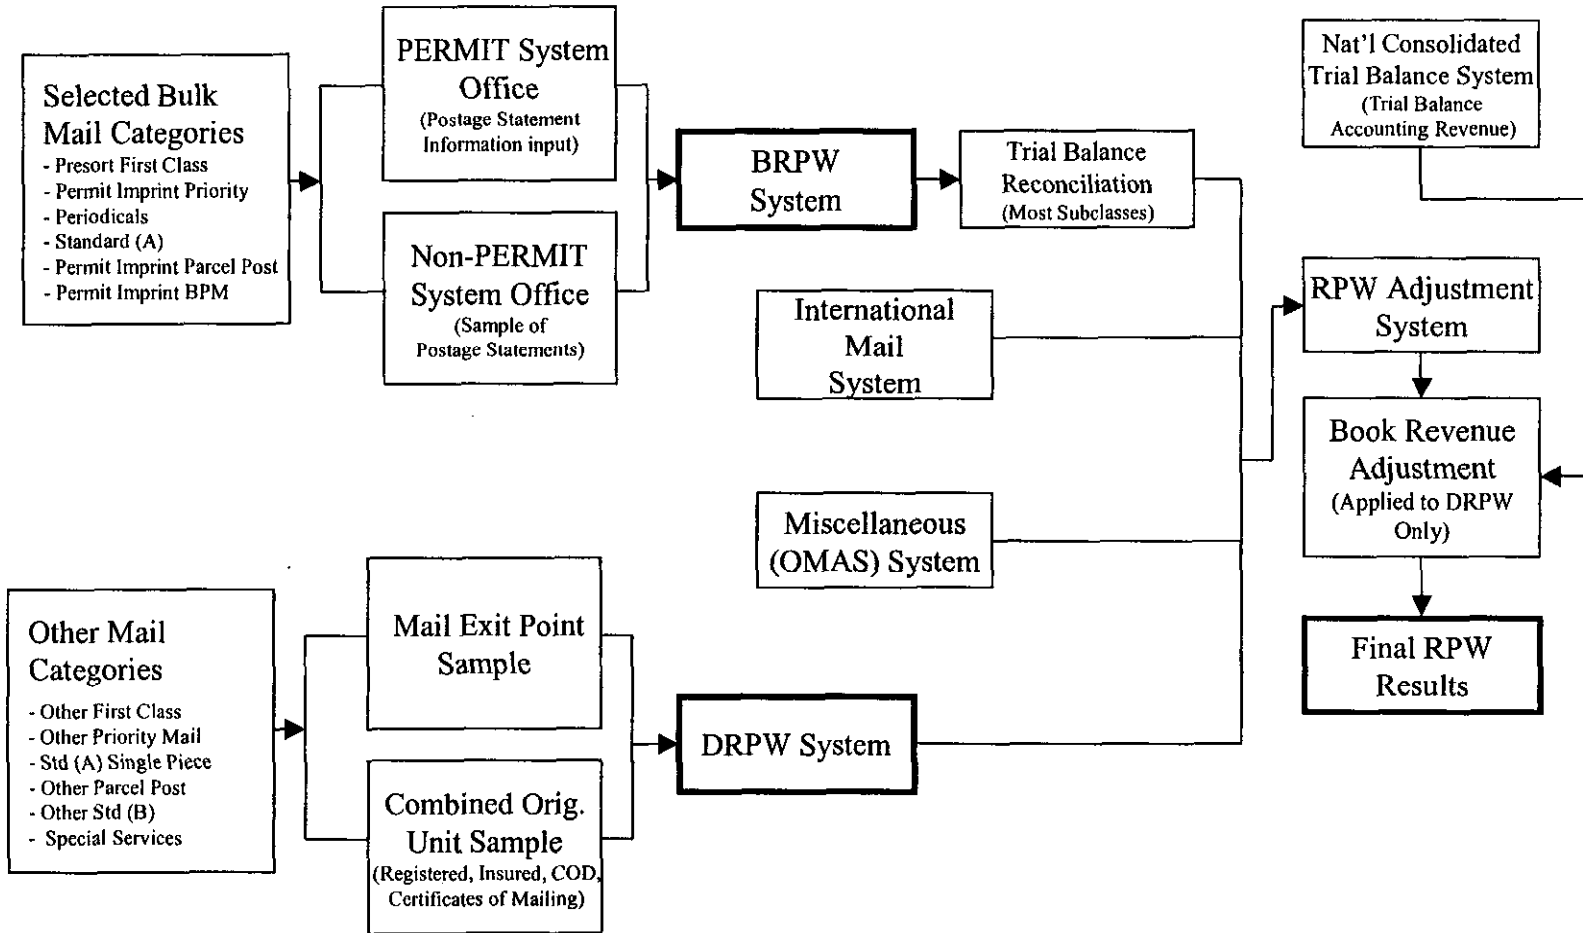 Selected Bulk
Mail Categories
- Presort First Class
- Permit Imprint Priority
- Periodicals
- Standard (A)
- Permit Imprint Parcel Post
- Permit Imprint BPM
PERMIT System
Office
(Postage Statement
Information input)
Non-PERMIT
System Office
(Sample of
Postage Statements)
BRPW
System
Trial Balance
Reconciliation
(Most Subclasses)
International
Mail
System
Miscellaneous
(OMAS) System
Nat'l Consolidated
Trial Balance System
(Trial Balance
Accounting Revenue)
RPW Adjustment
System
Book Revenue
Adjustment
(Applied to DRPW
Only)
Final RPW
Results
Other Mail
Categories
- Other First Class
- Other Priority Mail
- Std (A) Single Piece
- Other Parcel Post
- Other Std (B)
- Special Services
Mail Exit Point
Sample
Combined Orig.
Unit Sample
(Registered, Insured, COD,
Certificates of Mailing)
DRPW System